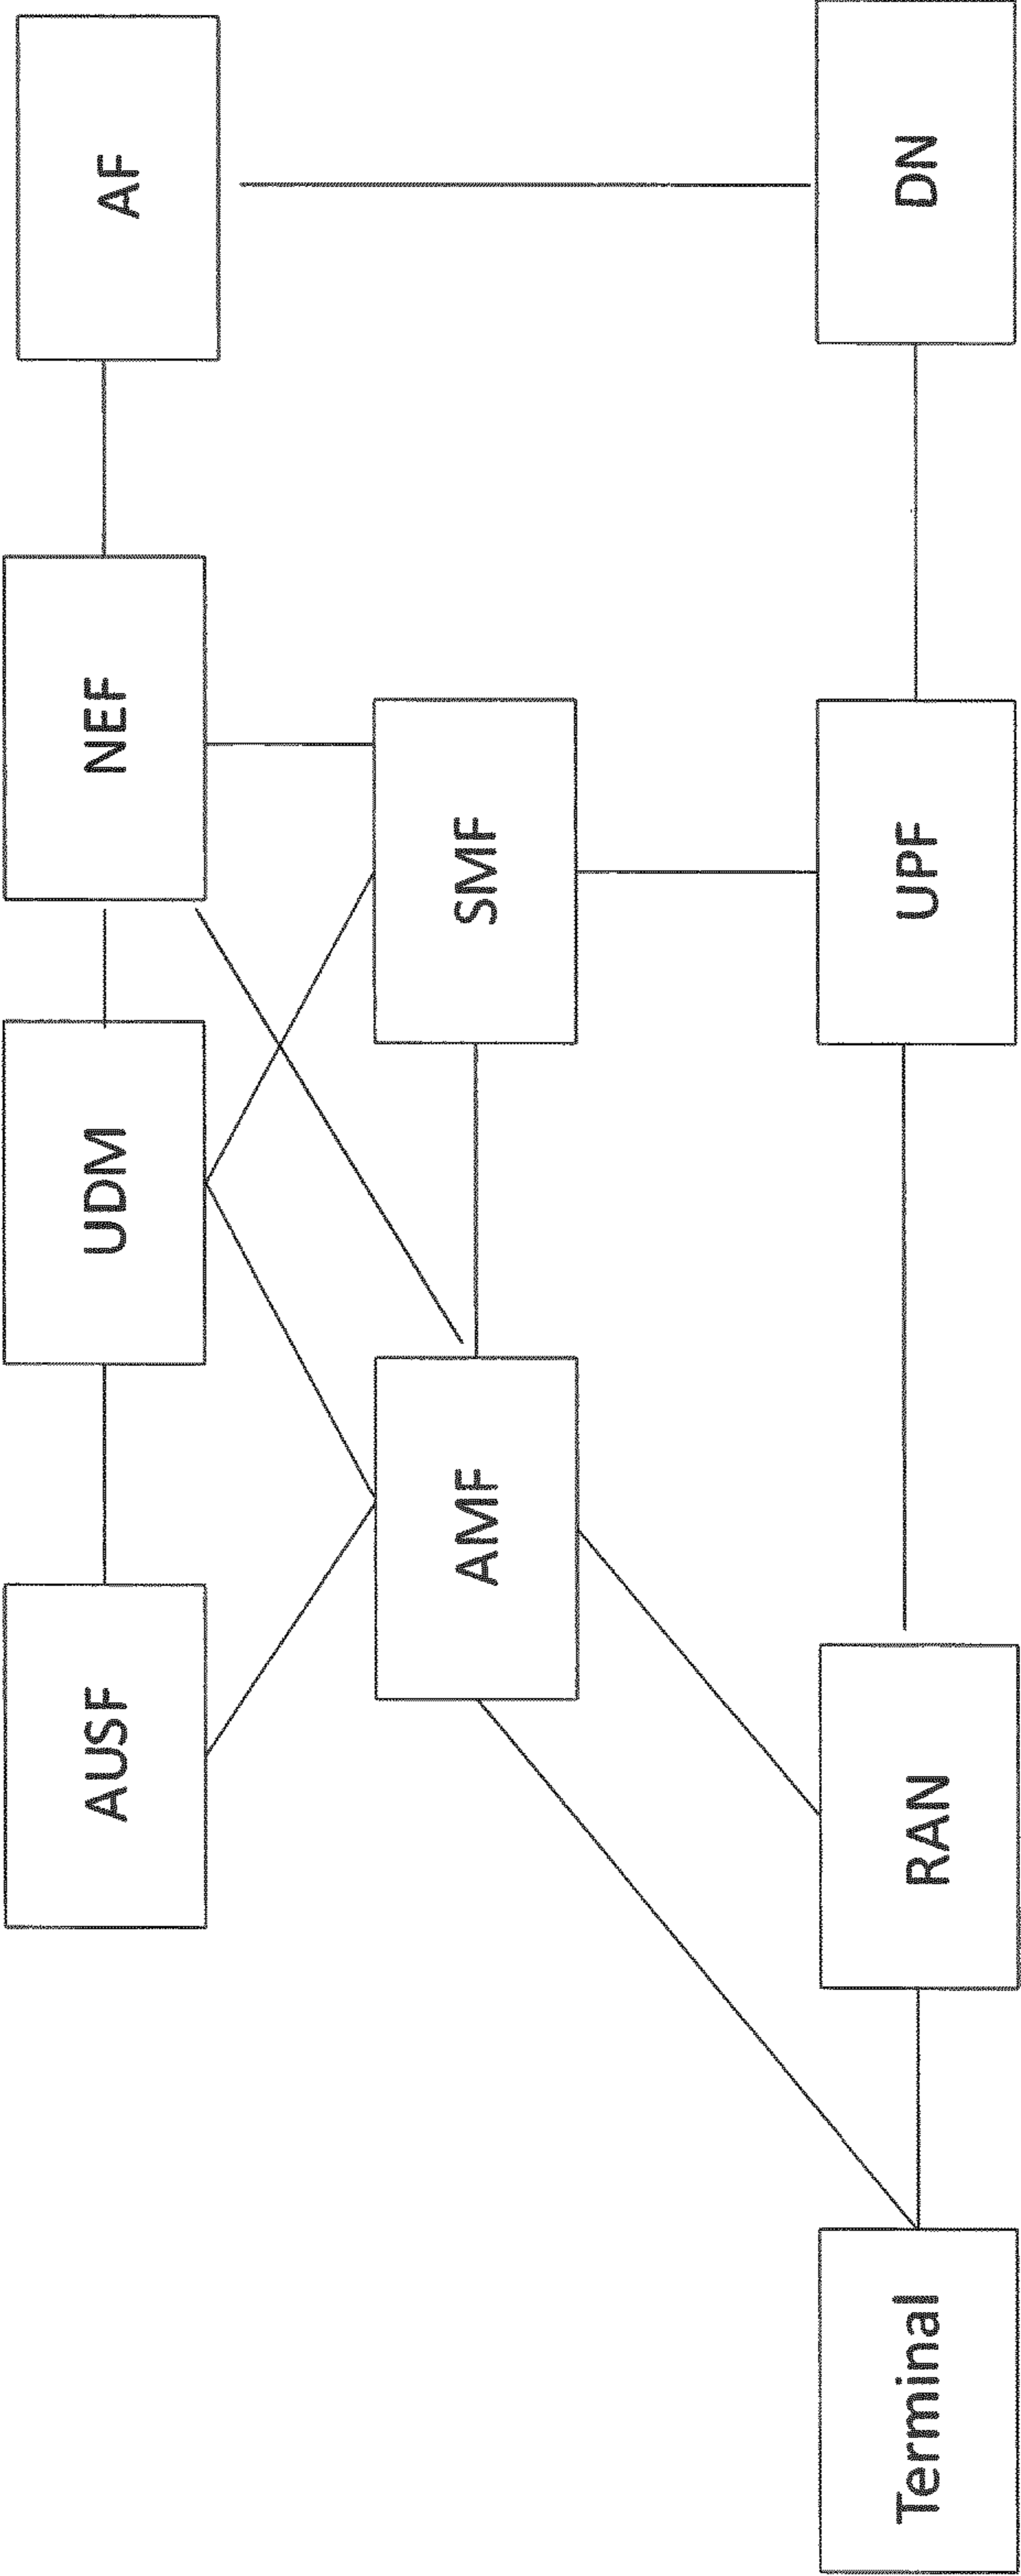 AUSF
UDM
NEF
AF
AMF
SMF
Terminal
RAN
UPF
DN